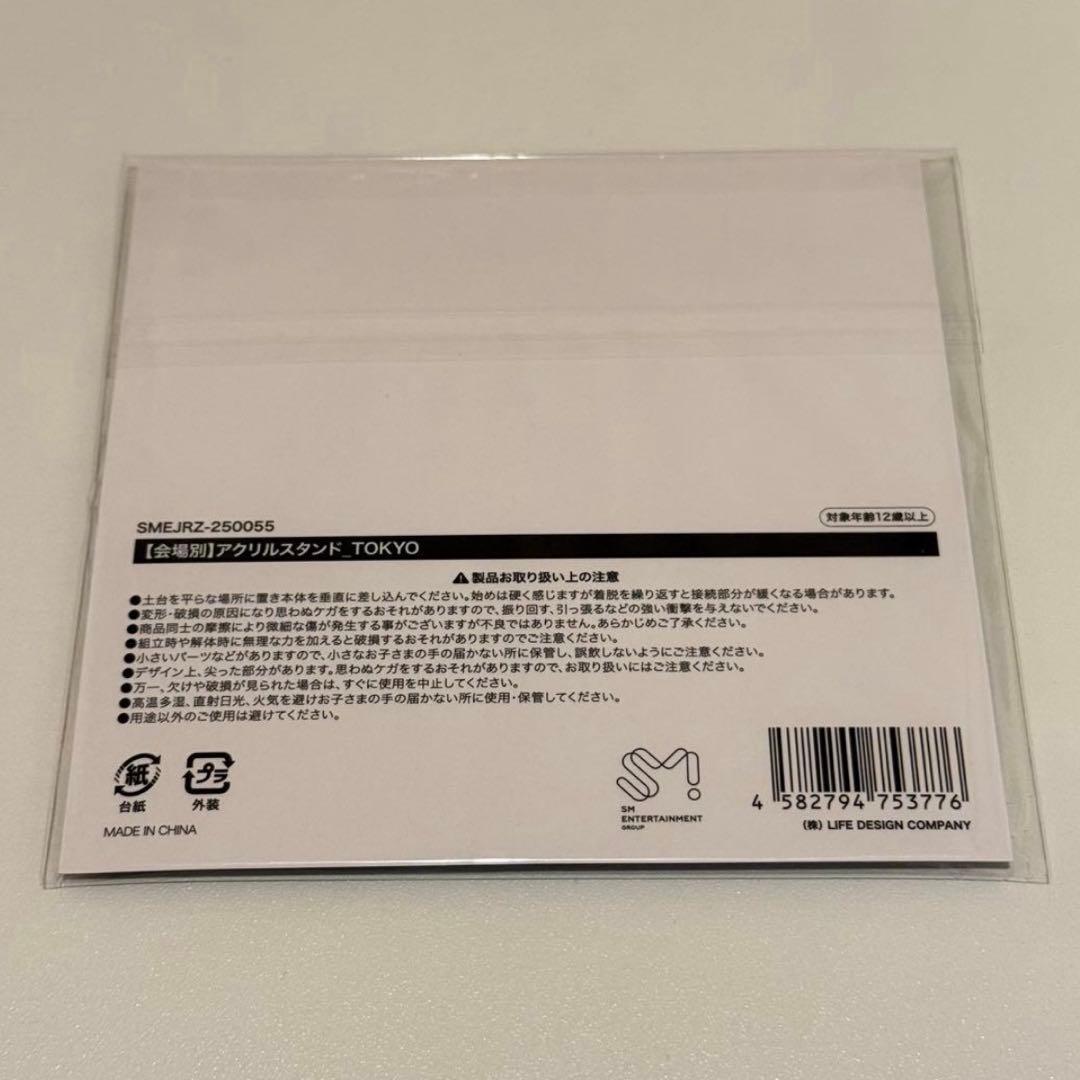 SMEJRZ-250055
対象年齢12歳以上
【会場別】アクリルスタンド_TOKYO
⚠製品お取り扱い上の注意
●土台を平らな場所に置き本体を垂直に差し込んでください。始めは硬く感じますが着脱を繰り返すと接続部分が緩くなる場合があります。
●変形・破損の原因になり思わぬケガをするおそれがありますので、振り回す、引っ張るなどの強い衝撃を与えないでください。
●商品同士の摩擦により微細な傷が発生する事がございますが不良ではありません。あらかじめご了承ください。
●組立時や解体時に無理な力を加えると破損するおそれがありますのでご注意ください。
●小さいパーツなどがありますので、小さなお子さまの手の届かない所に保管し、誤飲しないようにご注意ください。
●デザイン上、尖った部分があります。思わぬケガをするおそれがありますので、お取り扱いにはご注意ください。
●万一、欠けや破損が見られた場合は、すぐに使用を中止してください。
●高温多湿、直射日光、火気を避けお子さまの手の届かない所に使用・保管してください。
●用途以外のご使用は避けてください。
紙
台紙
プラ
外装
MADE IN CHINA
SM!
SM
ENTERTAINMENT
GROUP
4 582794 753776
(株) LIFE DESIGN COMPANY